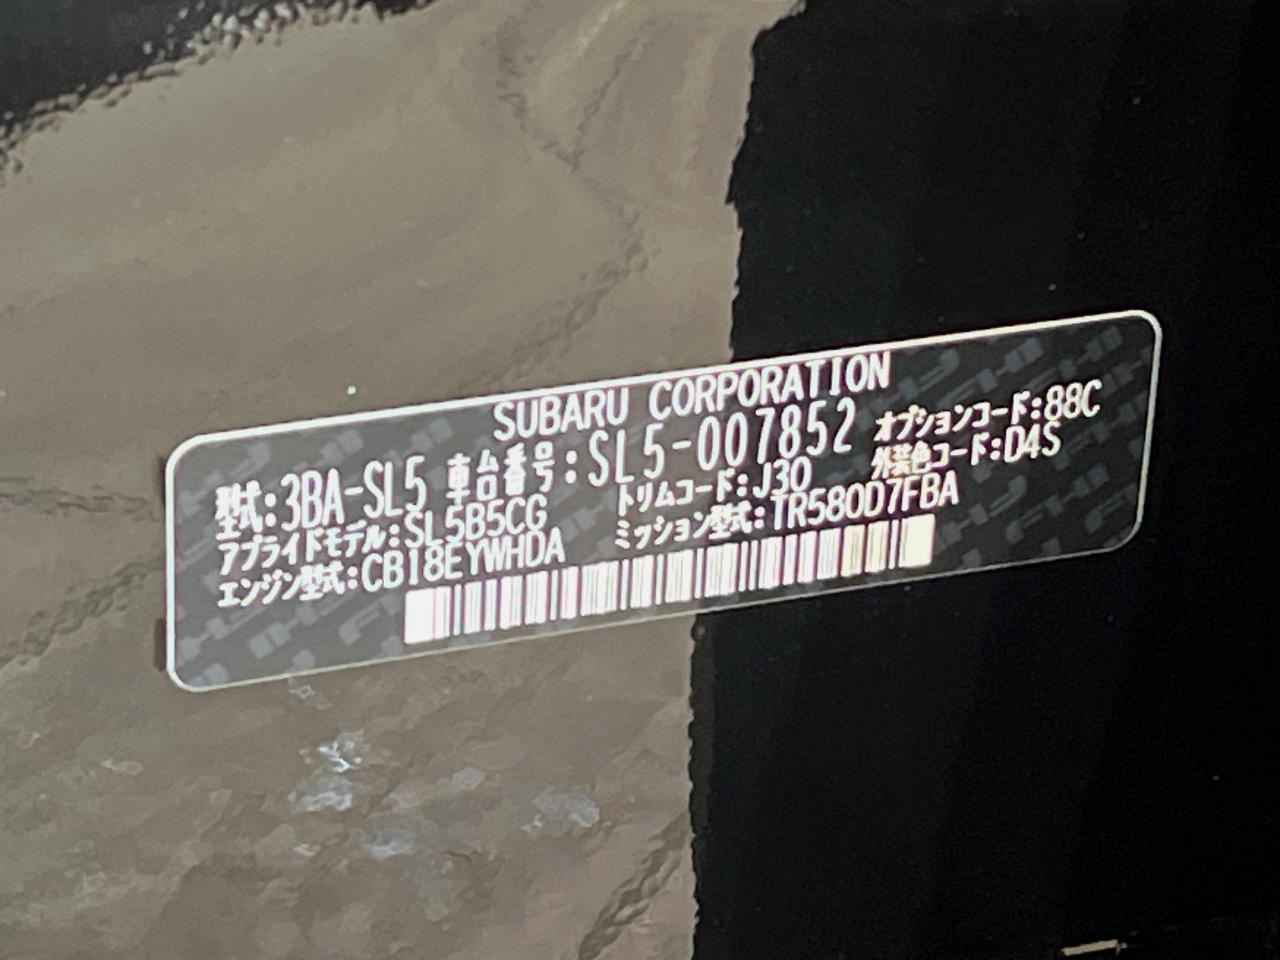 SUBARU CORPORATION
型式:3BA-SL5 車台番号:SL5-007852 オプションコード:88C
アプライドモデル:SL5B5CG トリムコード:J30 外装色コード:D4S
エンジン型式:CB18EYWHDA ミッション型式:TR580D7FBA